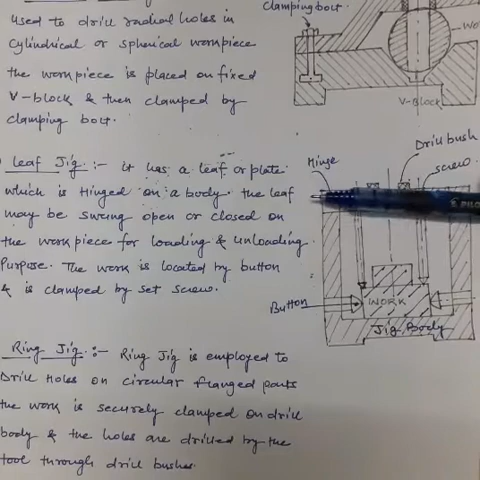 used to drill radial holes in
cylindrical or spherical workpiece
the workpiece is placed on fixed
V-block & then clamped by
clamping bolt.
clamping bolt.
V-BLOCK
Leaf Jig :- it has a leaf or plate
which is Hinged on a body. the leaf
may be swung open or closed on
the workpiece for loading & unloading
Purpose. The work is located by button
& is clamped by set screw.
Hinge
Drill bush
screw.
Button
WORK
Jig Body
Ring Jig :- Ring Jig is employed to
Drill Holes on circular flanged parts
the work is securely clamped on drill
body & the holes are drilled by the
tool through drill bushes.